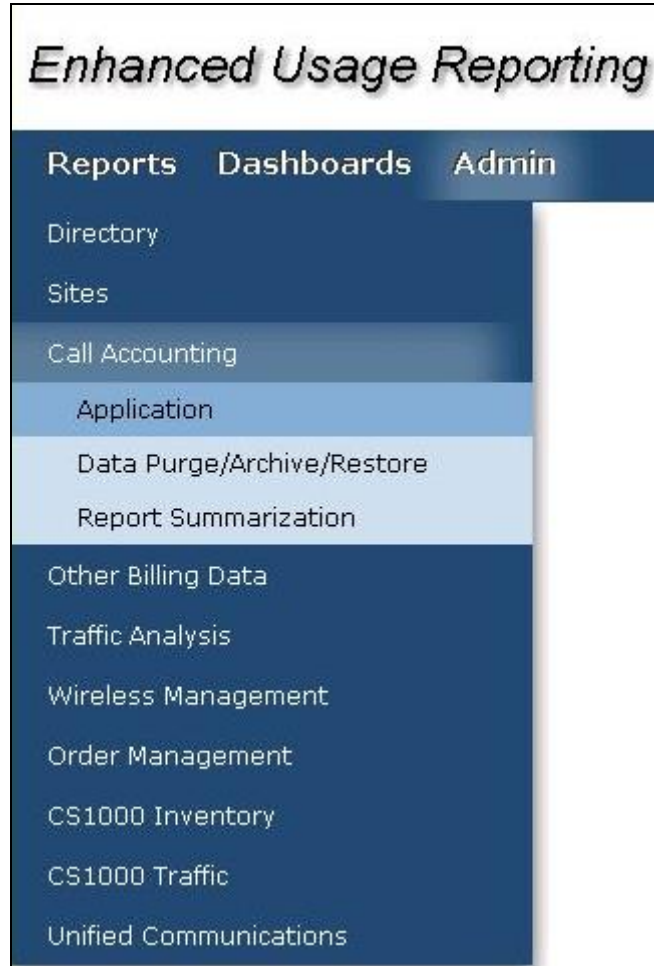 Enhanced Usage Reporting
Reports Dashboards Admin
Directory
Sites
Call Accounting
Application
Data Purge/Archive/Restore
Report Summarization
Other Billing Data
Traffic Analysis
Wireless Management
Order Management
CS1000 Inventory
CS1000 Traffic
Unified Communications